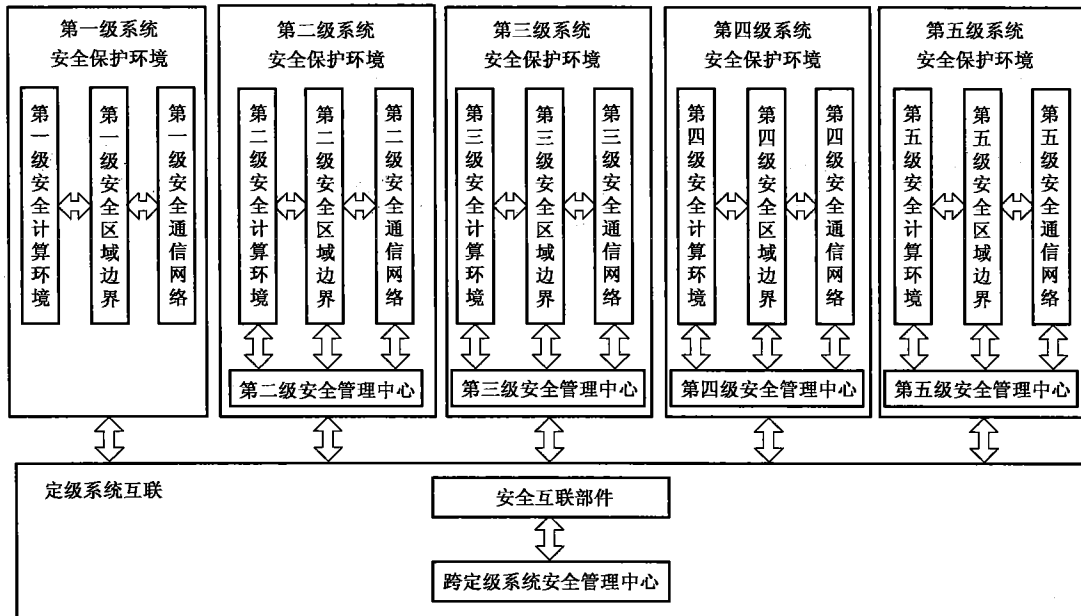 第一级系统
安全保护环境
第一级安全计算环境
第一级安全区域边界
第一级安全通信网络
第二级系统
安全保护环境
第二级安全计算环境
第二级安全区域边界
第二级安全通信网络
第二级安全管理中心
第三级系统
安全保护环境
第三级安全计算环境
第三级安全区域边界
第三级安全通信网络
第三级安全管理中心
第四级系统
安全保护环境
第四级安全计算环境
第四级安全区域边界
第四级安全通信网络
第四级安全管理中心
第五级系统
安全保护环境
第五级安全计算环境
第五级安全区域边界
第五级安全通信网络
第五级安全管理中心
定级系统互联
安全互联部件
跨定级系统安全管理中心